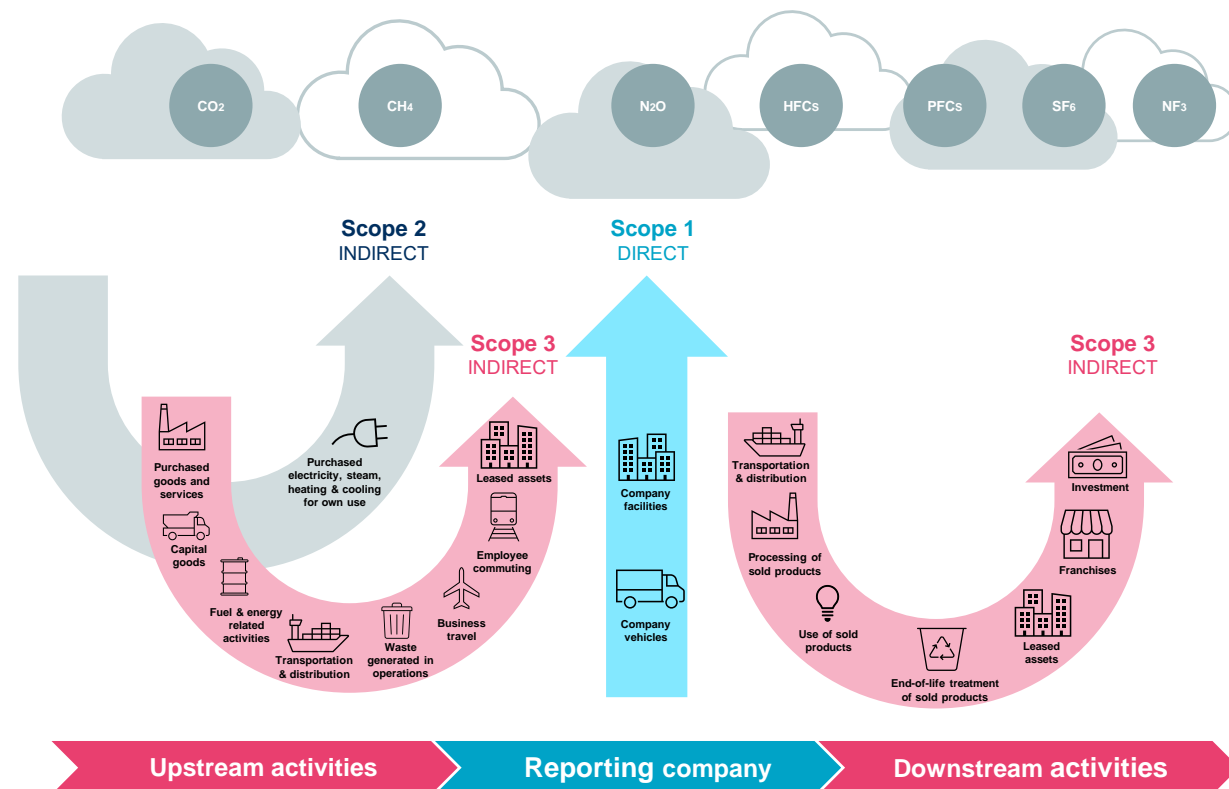 CO2
CH4
N2O
HFCs
PFCs
SF6
NF3
Scope 2
INDIRECT
Scope 1
DIRECT
Scope 3
INDIRECT
Scope 3
INDIRECT
Purchased
goods and
services
Capital
goods
Fuel & energy
related
activities
Transportation
& distribution
Waste
generated in
operations
Business
travel
Employee
commuting
Leased assets
Purchased
electricity, steam,
heating & cooling
for own use
Company
facilities
Company
vehicles
Transportation
& distribution
Processing of
sold products
Use of sold
products
End-of-life treatment
of sold products
Leased
assets
Franchises
Investment
Upstream activities
Reporting company
Downstream activities